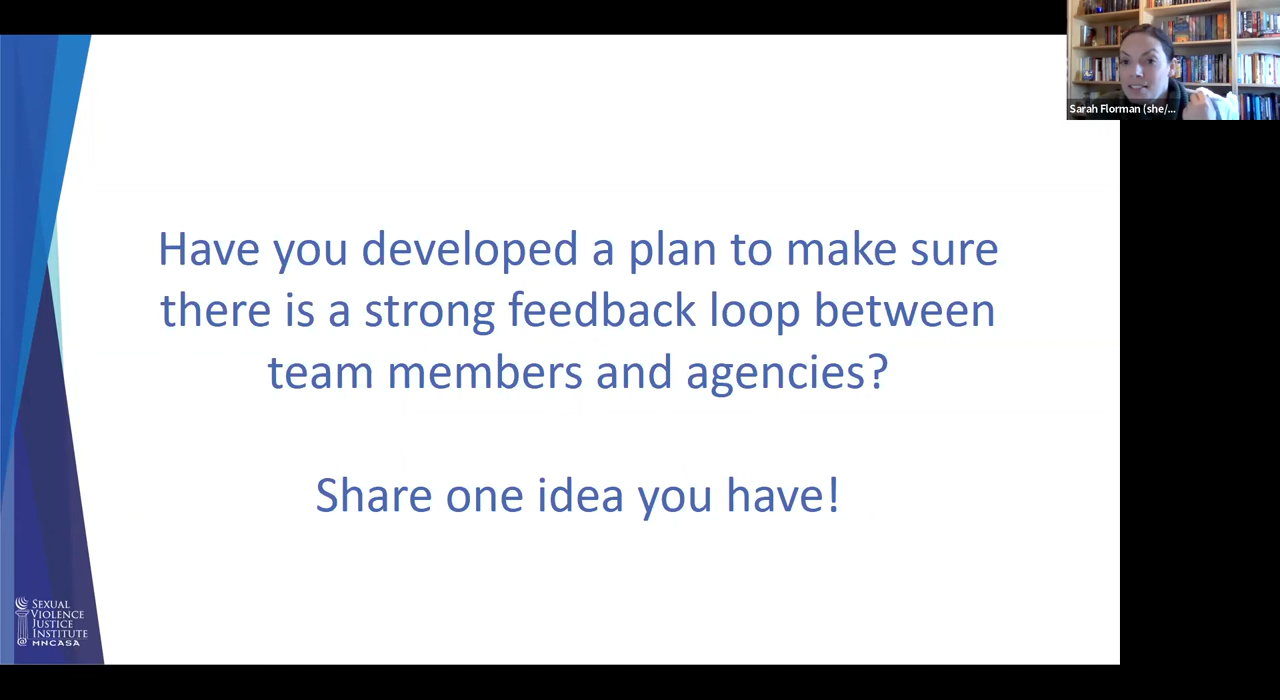 Sarah Florman (she/...
Have you developed a plan to make sure
there is a strong feedback loop between
team members and agencies?
Share one idea you have!
SEXUAL
VIOLENCE
JUSTICE
INSTITUTE
@ MNCASA